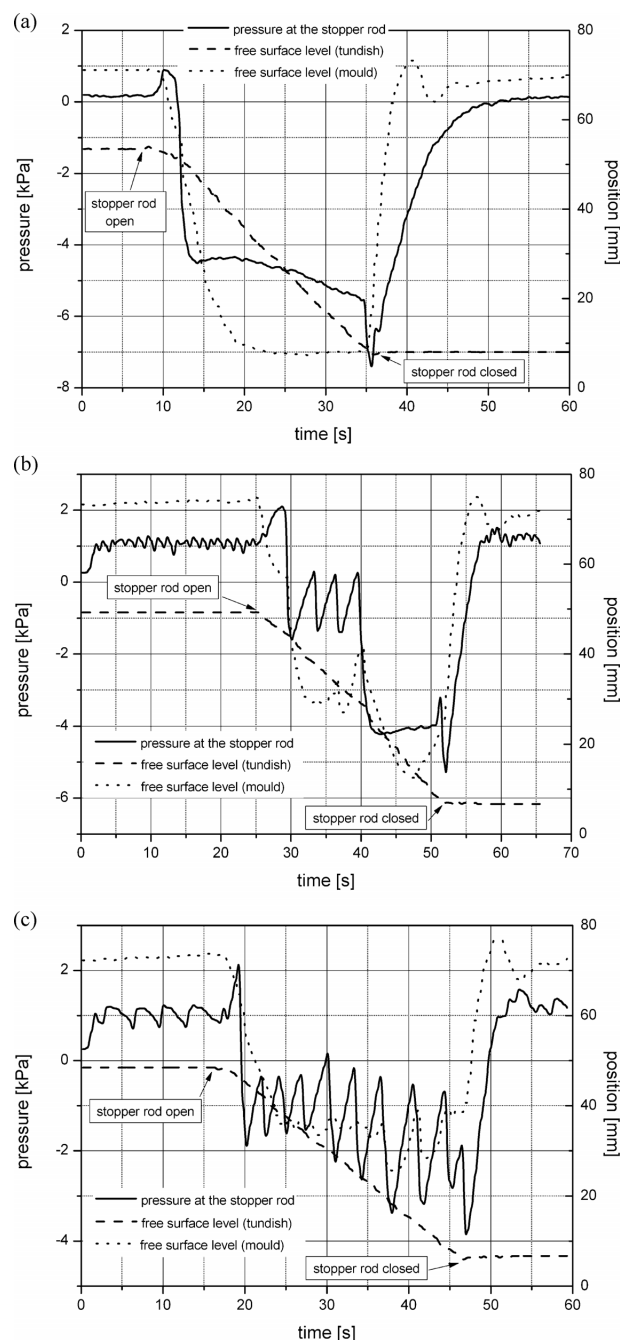 (a)
pressure at the stopper rod
free surface level (tundish)
free surface level (mould)
2
0
-2
-4
-6
-8
pressure [kPa]
80
60
40
20
0
position [mm]
stopper rod
open
stopper rod closed
0 10 20 30 40 50 60
time [s]
(b)
2
0
-2
-4
-6
pressure [kPa]
80
60
40
20
0
position [mm]
stopper rod open
pressure at the stopper rod
free surface level (tundish)
free surface level (mould)
stopper rod closed
0 10 20 30 40 50 60 70
time [s]
(c)
2
0
-2
-4
pressure [kPa]
80
60
40
20
0
position [mm]
stopper rod open
pressure at the stopper rod
free surface level (tundish)
free surface level (mould)
stopper rod closed
0 10 20 30 40 50 60
time [s]